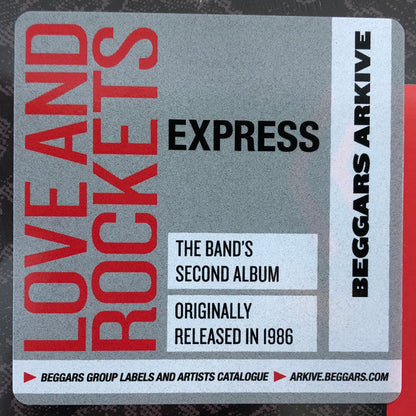 LOVE AND
ROCKETS
EXPRESS
THE BAND'S
SECOND ALBUM
ORIGINALLY
RELEASED IN 1986
BEGGARS ARKIVE
BEGGARS GROUP LABELS AND ARTISTS CATALOGUE ARKIVE.BEGGARS.COM